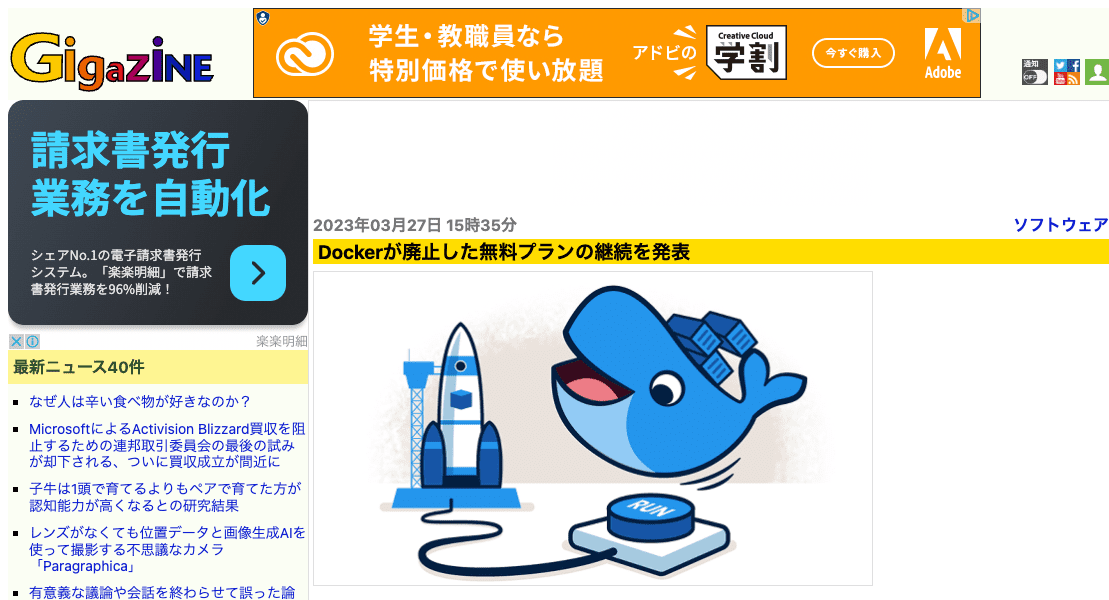 GigaZiNE
学生・教職員なら
特別価格で使い放題
アドビの
Creative Cloud
学割
今すぐ購入
Adobe
通知
OFF
請求書発行
業務を自動化
シェアNo.1の電子請求書発行
システム。「楽楽明細」で請求
書発行業務を96%削減！
楽楽明細
最新ニュース40件
なぜ人は辛い食べ物が好きなのか？
MicrosoftによるActivision Blizzard買収を阻
止するための連邦取引委員会の最後の試み
が却下される、ついに買収成立が間近に
子牛は1頭で育てるよりもペアで育てた方が
認知能力が高くなるとの研究結果
レンズがなくても位置データと画像生成AIを
使って撮影する不思議なカメラ
「Paragraphica」
有意義な議論や会話を終わらせて誤った論
2023年03月27日 15時35分
ソフトウェア
Dockerが廃止した無料プランの継続を発表
RUN